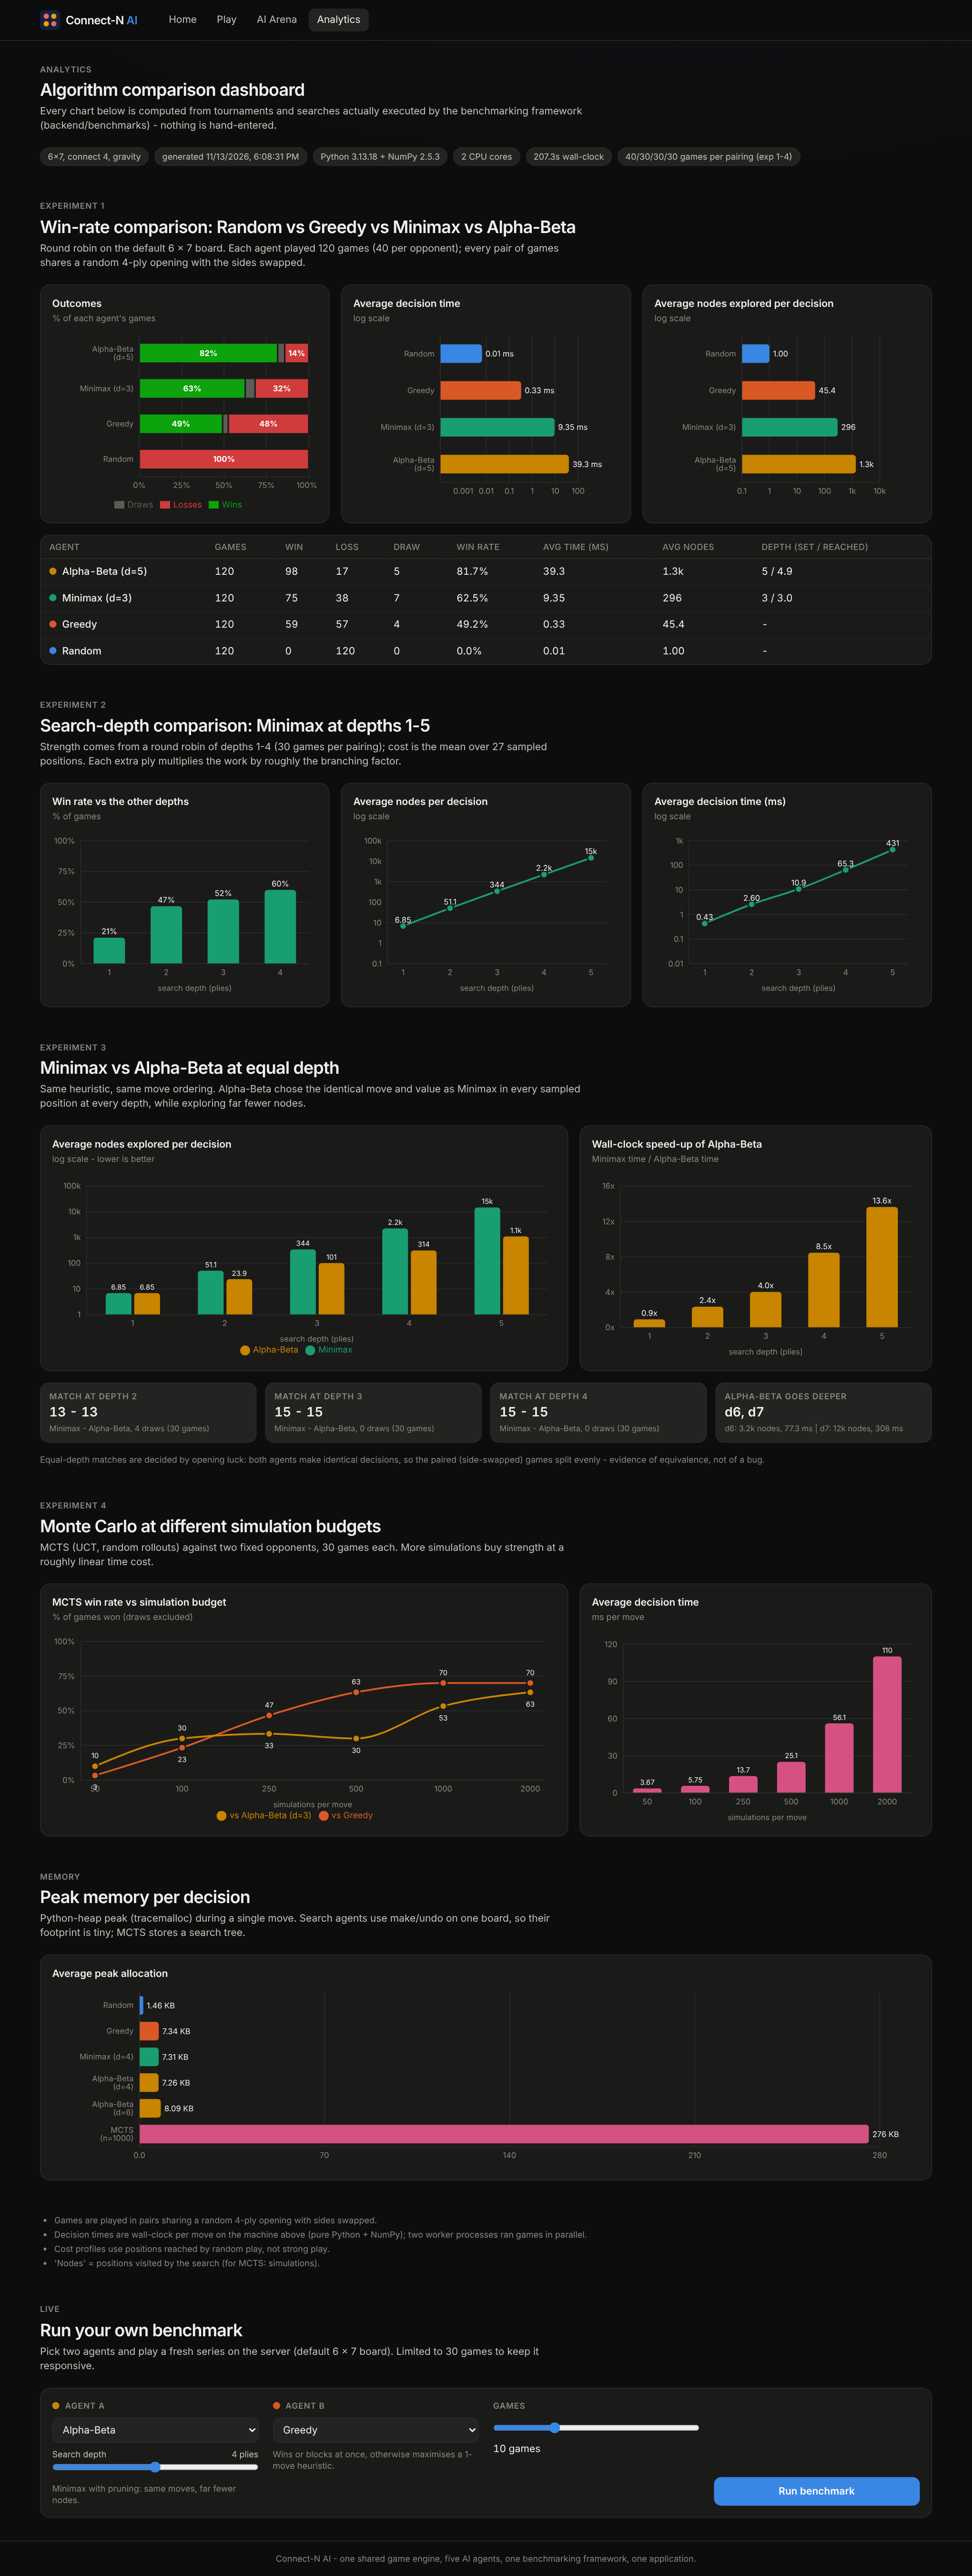 Connect-N AI
Home
Play
AI Arena
Analytics
ANALYTICS
Algorithm comparison dashboard
Every chart below is computed from tournaments and searches actually executed by the benchmarking framework
(backend/benchmarks) - nothing is hand-entered.
6×7, connect 4, gravity
generated 11/13/2026, 6:08:31 PM
Python 3.13.18 + NumPy 2.5.3
2 CPU cores
207.3s wall-clock
40/30/30/30 games per pairing (exp 1-4)
EXPERIMENT 1
Win-rate comparison: Random vs Greedy vs Minimax vs Alpha-Beta
Round robin on the default 6 × 7 board. Each agent played 120 games (40 per opponent); every pair of games
shares a random 4-ply opening with the sides swapped.
Outcomes
% of each agent's games
Alpha-Beta
(d=5)
82%
14%
Minimax (d=3)
63%
32%
Greedy
49%
48%
Random
100%
0%
25%
50%
75%
100%
Draws
Losses
Wins
Average decision time
log scale
Random
0.01 ms
Greedy
0.33 ms
Minimax (d=3)
9.35 ms
Alpha-Beta
(d=5)
39.3 ms
0.001
0.01
0.1
1
10
100
Average nodes explored per decision
log scale
Random
1.00
Greedy
45.4
Minimax (d=3)
296
Alpha-Beta
(d=5)
1.3k
0.1
1
10
100
1k
10k
AGENT GAMES WIN LOSS DRAW WIN RATE AVG TIME (MS) AVG NODES DEPTH (SET / REACHED)
Alpha-Beta (d=5) 120 98 17 5 81.7% 39.3 1.3k 5 / 4.9
Minimax (d=3) 120 75 38 7 62.5% 9.35 296 3 / 3.0
Greedy 120 59 57 4 49.2% 0.33 45.4 -
Random 120 0 120 0 0.0% 0.01 1.00 -
EXPERIMENT 2
Search-depth comparison: Minimax at depths 1-5
Strength comes from a round robin of depths 1-4 (30 games per pairing); cost is the mean over 27 sampled
positions. Each extra ply multiplies the work by roughly the branching factor.
Win rate vs the other depths
% of games
100%
75%
50%
25%
0%
21%
47%
52%
60%
1
2
3
4
search depth (plies)
Average nodes per decision
log scale
100k
10k
1k
100
10
1
0.1
6.85
51.1
344
2.2k
15k
1
2
3
4
5
search depth (plies)
Average decision time (ms)
log scale
1k
100
10
1
0.1
0.01
0.43
2.60
10.9
65.3
431
1
2
3
4
5
search depth (plies)
EXPERIMENT 3
Minimax vs Alpha-Beta at equal depth
Same heuristic, same move ordering. Alpha-Beta chose the identical move and value as Minimax in every sampled
position at every depth, while exploring far fewer nodes.
Average nodes explored per decision
log scale - lower is better
100k
10k
1k
100
10
1
6.85
6.85
51.1
23.9
344
101
2.2k
314
15k
1.1k
1
2
3
4
5
search depth (plies)
Alpha-Beta
Minimax
Wall-clock speed-up of Alpha-Beta
Minimax time / Alpha-Beta time
16x
12x
8x
4x
0x
0.9x
2.4x
4.0x
8.5x
13.6x
1
2
3
4
5
search depth (plies)
MATCH AT DEPTH 2
13 - 13
Minimax - Alpha-Beta, 4 draws (30 games)
MATCH AT DEPTH 3
15 - 15
Minimax - Alpha-Beta, 0 draws (30 games)
MATCH AT DEPTH 4
15 - 15
Minimax - Alpha-Beta, 0 draws (30 games)
ALPHA-BETA GOES DEEPER
d6, d7
d6: 3.2k nodes, 77.3 ms | d7: 12k nodes, 308 ms
Equal-depth matches are decided by opening luck: both agents make identical decisions, so the paired (side-swapped) games split evenly - evidence of equivalence, not of a bug.
EXPERIMENT 4
Monte Carlo at different simulation budgets
MCTS (UCT, random rollouts) against two fixed opponents, 30 games each. More simulations buy strength at a
roughly linear time cost.
MCTS win rate vs simulation budget
% of games won (draws excluded)
100%
75%
50%
25%
0%
10
30
33
30
53
63
3
23
47
63
70
70
50
100
250
500
1000
2000
simulations per move
vs Alpha-Beta (d=3)
vs Greedy
Average decision time
ms per move
120
90
60
30
0
3.67
5.75
13.7
25.1
56.1
110
50
100
250
500
1000
2000
simulations per move
MEMORY
Peak memory per decision
Python-heap peak (tracemalloc) during a single move. Search agents use make/undo on one board, so their
footprint is tiny; MCTS stores a search tree.
Average peak allocation
Random
1.46 KB
Greedy
7.34 KB
Minimax (d=4)
7.31 KB
Alpha-Beta
(d=4)
7.26 KB
Alpha-Beta
(d=6)
8.09 KB
MCTS
(n=1000)
276 KB
0.0
70
140
210
280
• Games are played in pairs sharing a random 4-ply opening with sides swapped.
• Decision times are wall-clock per move on the machine above (pure Python + NumPy); two worker processes ran games in parallel.
• Cost profiles use positions reached by random play, not strong play.
• 'Nodes' = positions visited by the search (for MCTS: simulations).
LIVE
Run your own benchmark
Pick two agents and play a fresh series on the server (default 6 × 7 board). Limited to 30 games to keep it
responsive.
AGENT A
Alpha-Beta
Search depth
4 plies
Minimax with pruning: same moves, far fewer
nodes.
AGENT B
Greedy
Wins or blocks at once, otherwise maximises a 1-
move heuristic.
GAMES
10 games
Run benchmark
Connect-N AI - one shared game engine, five AI agents, one benchmarking framework, one application.